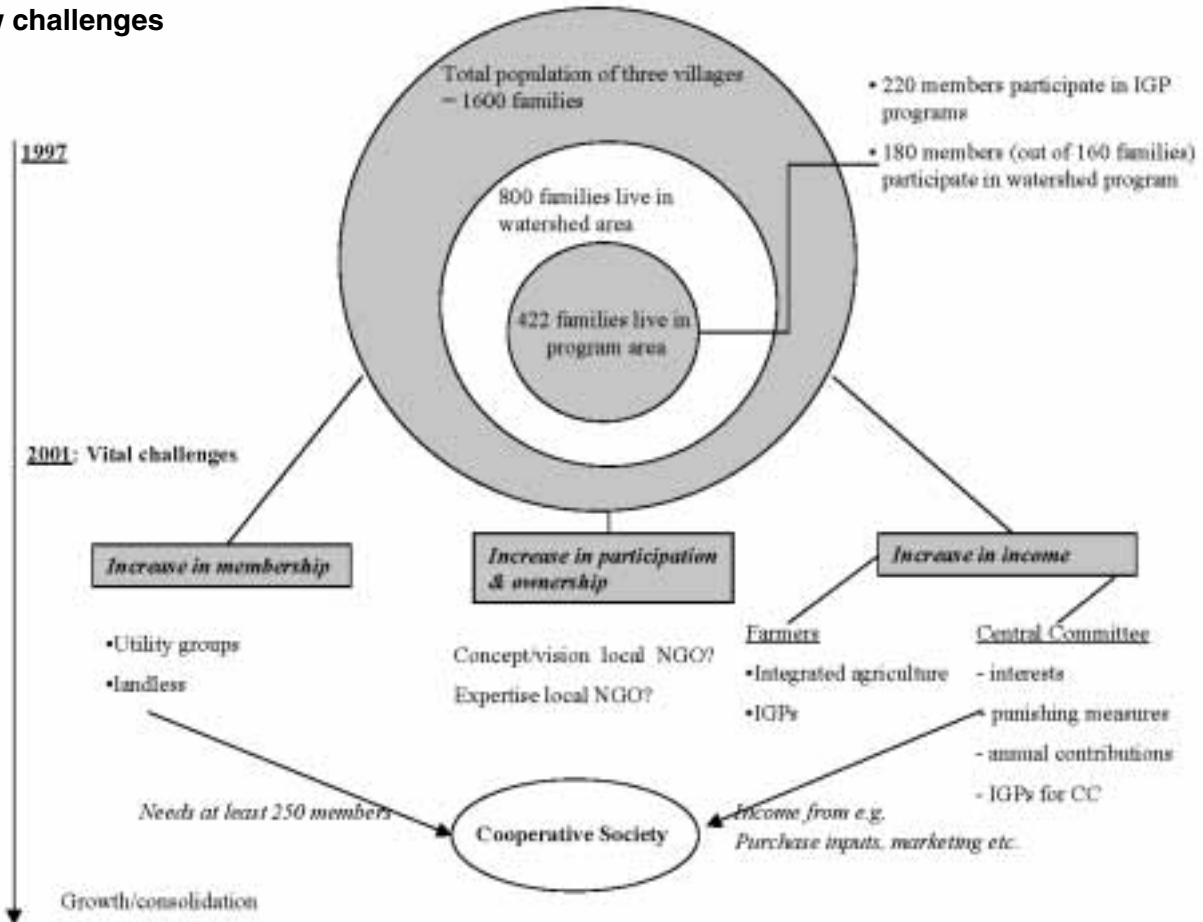 challenges
Total population of three villages
= 1600 families
• 220 members participate in IGP
programs
• 180 members (out of 160 families)
participate in watershed program
1997
800 families live in
watershed area
422 families live in
program area
2001: Vital challenges
Increase in membership
Increase in participation
& ownership
Increase in income
•Utility groups
•landless
Concept/vision local NGO?
Expertise local NGO?
Farmers
•Integrated agriculture
•IGPs
Central Committee
- interests
- punishing measures
- annual contributions
- IGPs for CC
Needs at least 250 members
Cooperative Society
Income from e.g.
Purchase inputs, marketing etc.
Growth/consolidation